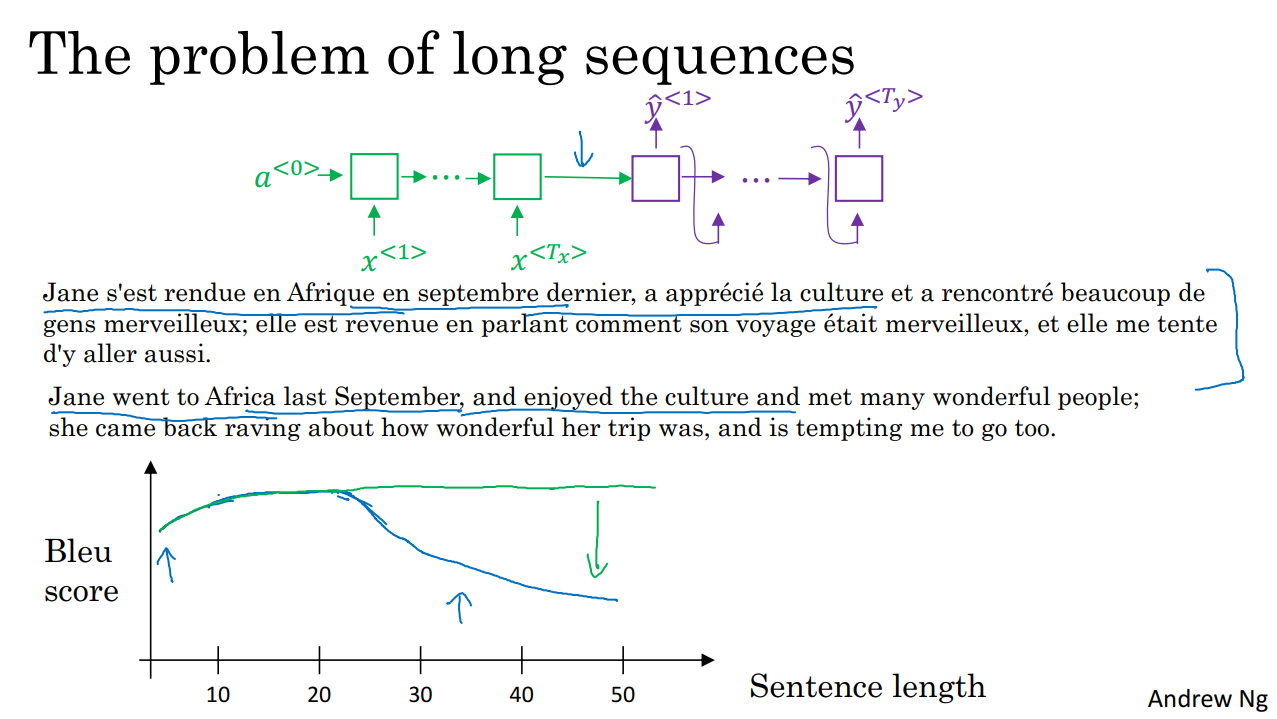 The problem of long sequences
ŷ<1> ŷ<Ty>
a<0> ... ...
x<1> x<Tx>
Jane s'est rendue en Afrique en septembre dernier, a apprécié la culture et a rencontré beaucoup de
gens merveilleux; elle est revenue en parlant comment son voyage était merveilleux, et elle me tente
d'y aller aussi.
Jane went to Africa last September, and enjoyed the culture and met many wonderful people;
she came back raving about how wonderful her trip was, and is tempting me to go too.
Bleu
score
10 20 30 40 50
Sentence length
Andrew Ng